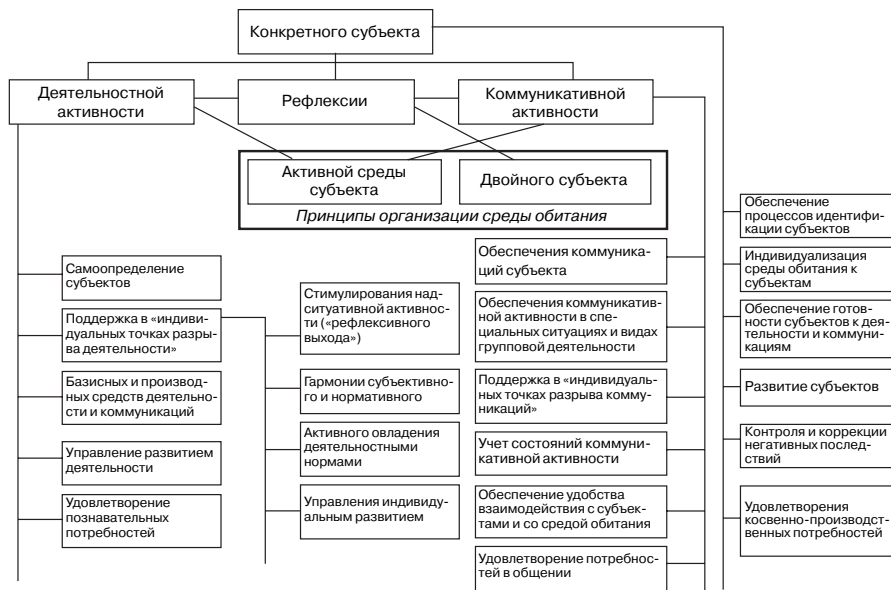 Конкретного субъекта
Деятельностной
активности
Рефлексии
Коммуникативной
активности
Активной среды
субъекта
Двойного субъекта
Принципы организации среды обитания
Самоопределение
субъектов
Поддержка в «индиви-
дуальных точках разры-
ва деятельности»
Базисных и производ-
ных средств деятельно-
сти и коммуникаций
Управление развитием
деятельности
Удовлетворение
познавательных
потребностей
Стимулирования над-
ситуативной активнос-
ти («рефлексивного
выхода»)
Гармонии субъективно-
го и нормативного
Активного овладения
деятельностными
нормами
Управления индивиду-
альным развитием
Обеспечения коммуника-
ций субъекта
Обеспечения коммуникатив-
ной активности в спе-
циальных ситуациях и видах
групповой деятельности
Поддержка в «индивидуаль-
ных точках разрыва комму-
никаций»
Учет состояний коммуни-
кативной активности
Обеспечение удобства
взаимодействия с субъек-
тами и со средой обитания
Удовлетворение потребнос-
тей в общении
Обеспечение
процессов идентифи-
кации субъектов
Индивидуализация
среды обитания к
субъектам
Обеспечение готов-
ности субъектов к дея-
тельности и коммуни-
кациям
Развитие субъектов
Контроля и коррекции
негативных послед-
ствий
Удовлетворения
косвенно-производст-
венных потребностей